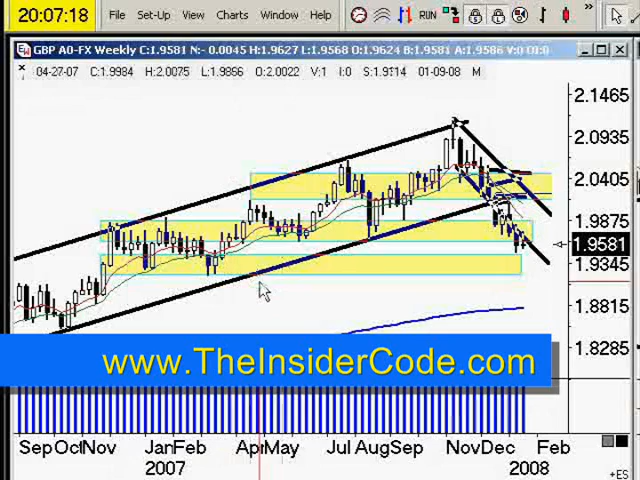 20:07:18
File Set-Up View Charts Window Help RUN »
GBP A0-FX Weekly C:1.9581 N:- 0.0045 H:1.9627 L:1.9568 O:1.9624 B:1.9581 A:1.9586 V:0 OI:0
04-27-07 C:1.9984 H:2.0075 L:1.9856 O:2.0022 V:1 I:0 S:1.9114 01-09-08 M
2.1465
2.0935
2.0405
1.9875
1.9581
1.9345
1.8815
1.8285
www.TheInsiderCode.com
Sep Oct Nov Jan Feb Apr May Jul Aug Sep Nov Dec Feb
2007 2008
+ES